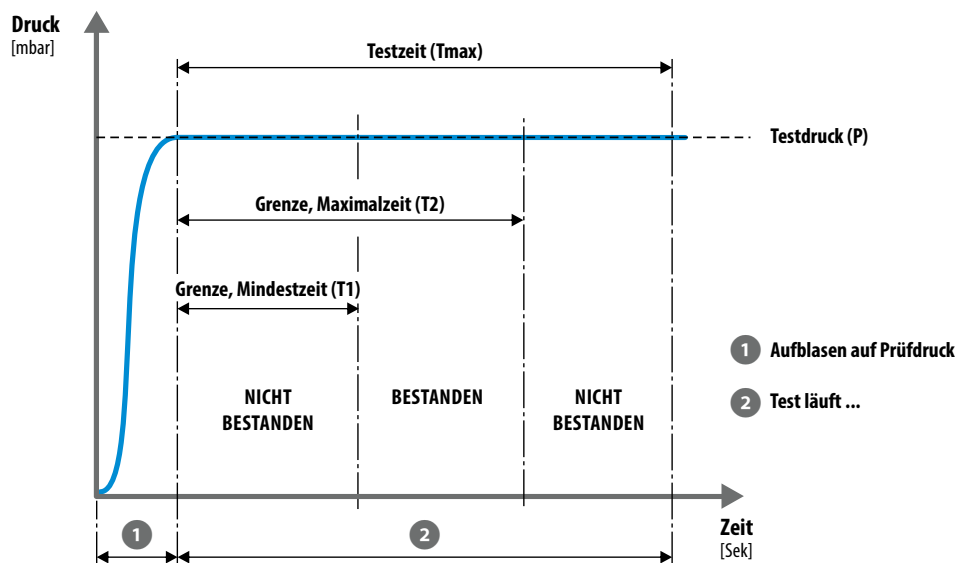 Druck
[mbar]
Testzeit (Tmax)
Testdruck (P)
Grenze, Maximalzeit (T2)
Grenze, Mindestzeit (T1)
NICHT
BESTANDEN
BESTANDEN
NICHT
BESTANDEN
1 Aufblasen auf Prüfdruck
2 Test läuft ...
1
2
Zeit
[Sek]